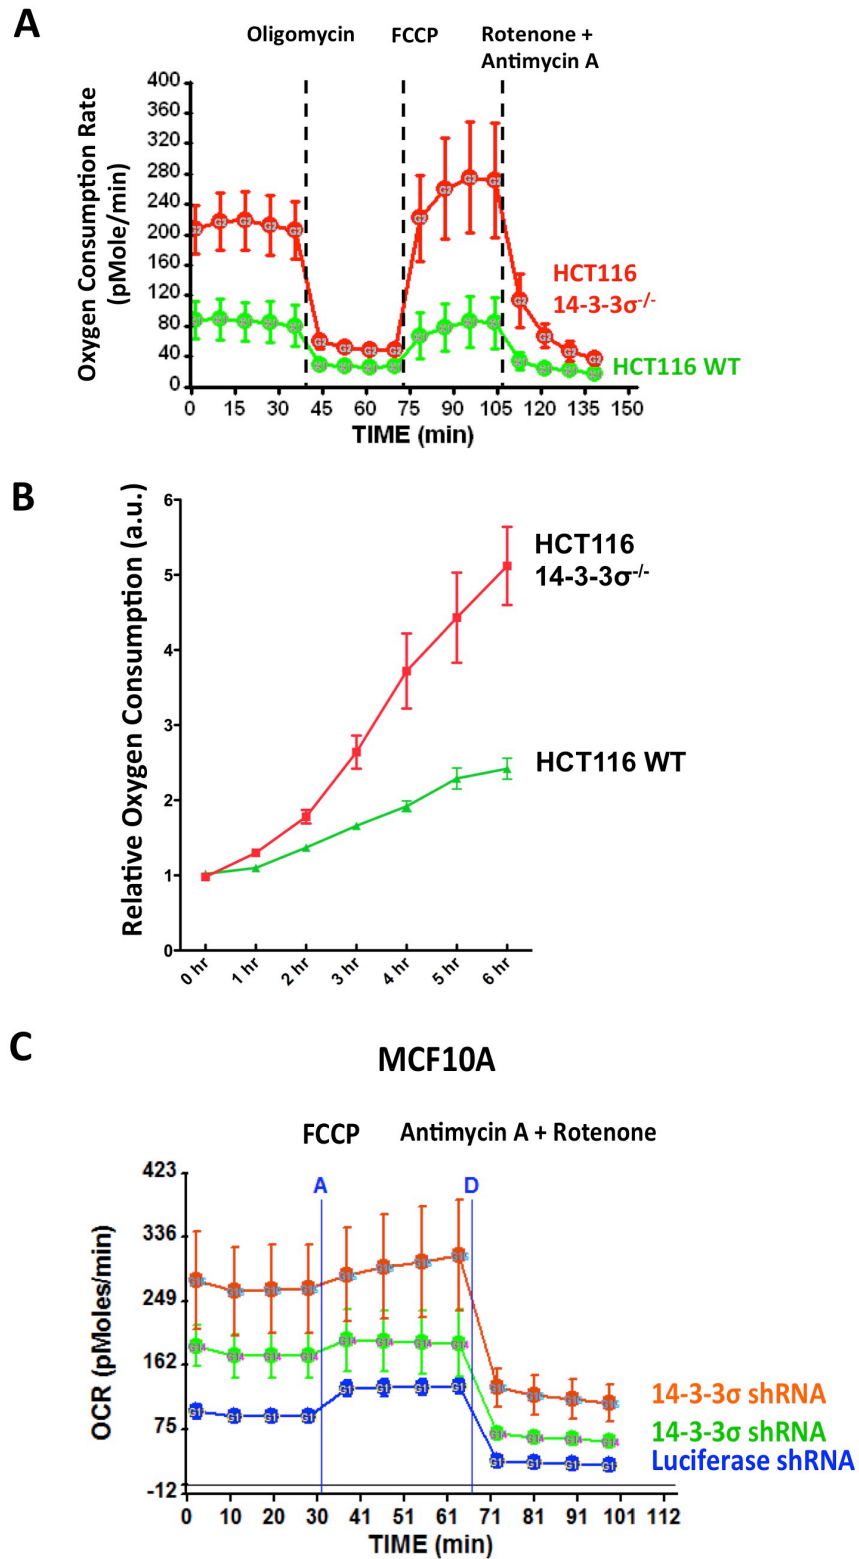 A
Oligomycin FCCP Rotenone +
Antimycin A
Oxygen Consumption Rate
(pMole/min)
400
360
320
280
240
200
160
120
80
40
0
HCT116
14-3-3σ-/-
HCT116 WT
0 15 30 45 60 75 90 105 120 135 150
TIME (min)
B
Relative Oxygen Consumption (a.u.)
6
5
4
3
2
1
0
HCT116
14-3-3σ-/-
HCT116 WT
0 hr 1 hr 2 hr 3 hr 4 hr 5 hr 6 hr
C
MCF10A
FCCP Antimycin A + Rotenone
OCR (pMoles/min)
423
336
249
162
75
-12
A D
14-3-3σ shRNA
14-3-3σ shRNA
Luciferase shRNA
0 10 20 30 41 51 61 71 81 91 101 112
TIME (min)